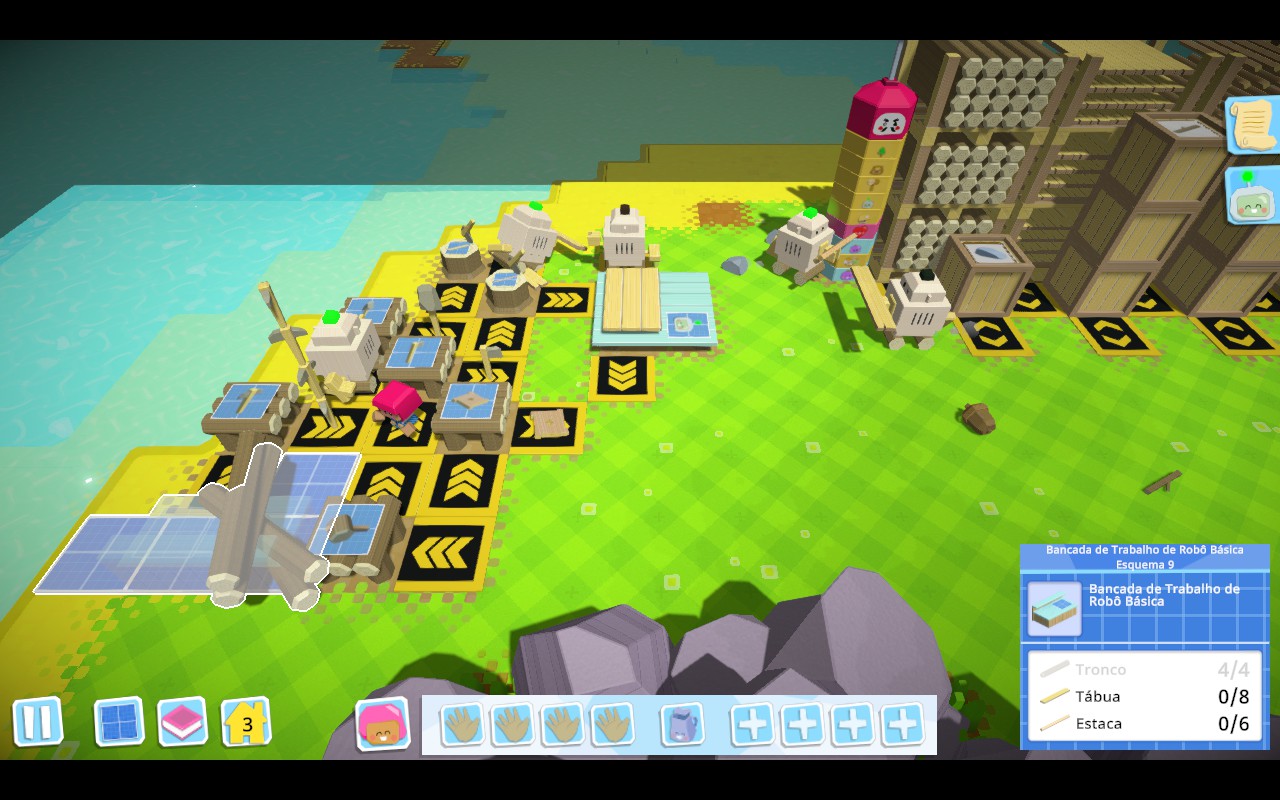 Bancada de Trabalho de Robô Básica
Esquema 9
Bancada de Trabalho de
Robô Básica
Tronco 4/4
Tábua 0/8
Estaca 0/6
3